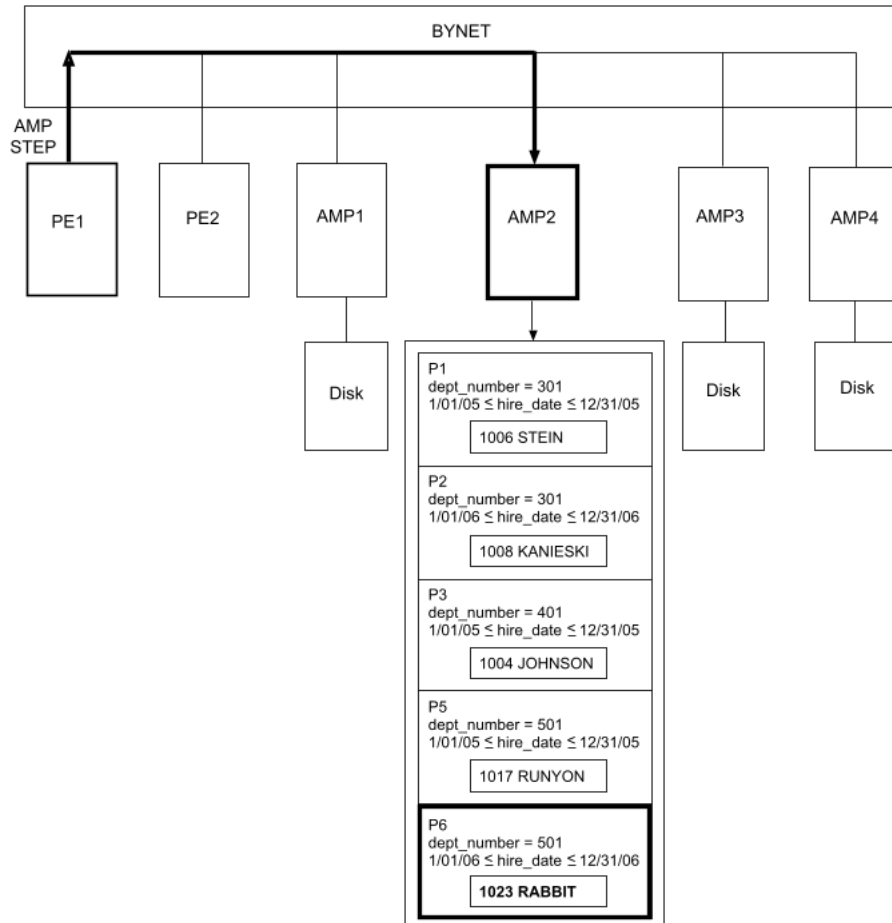 BYNET
AMP
STEP
PE1
PE2
AMP1
AMP2
AMP3
AMP4
Disk
Disk
Disk
P1
dept_number = 301
1/01/05 ≤ hire_date ≤ 12/31/05
1006 STEIN
P2
dept_number = 301
1/01/06 ≤ hire_date ≤ 12/31/06
1008 KANIESKI
P3
dept_number = 401
1/01/05 ≤ hire_date ≤ 12/31/05
1004 JOHNSON
P5
dept_number = 501
1/01/05 ≤ hire_date ≤ 12/31/05
1017 RUNYON
P6
dept_number = 501
1/01/06 ≤ hire_date ≤ 12/31/06
1023 RABBIT